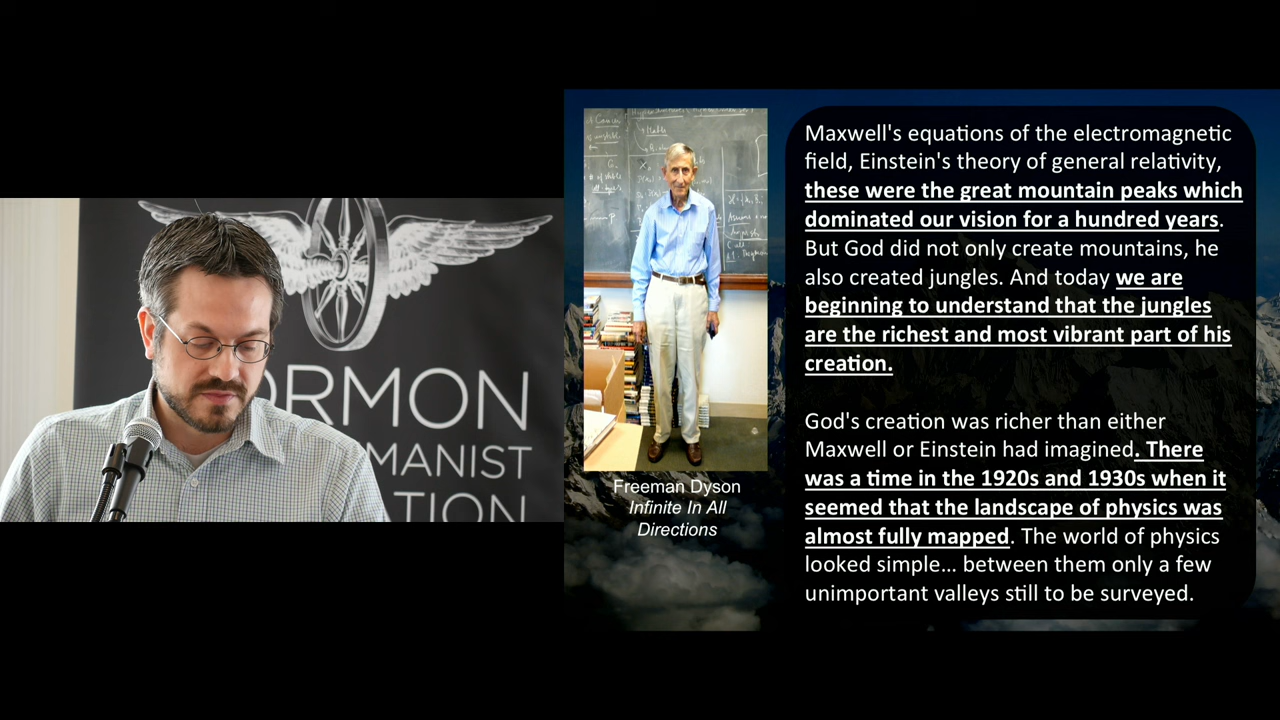 ORMON
MANIST
TION
Freeman Dyson
Infinite In All
Directions
Maxwell's equations of the electromagnetic
field, Einstein's theory of general relativity,
these were the great mountain peaks which
dominated our vision for a hundred years.
But God did not only create mountains, he
also created jungles. And today we are
beginning to understand that the jungles
are the richest and most vibrant part of his
creation.
God's creation was richer than either
Maxwell or Einstein had imagined. There
was a time in the 1920s and 1930s when it
seemed that the landscape of physics was
almost fully mapped. The world of physics
looked simple... between them only a few
unimportant valleys still to be surveyed.